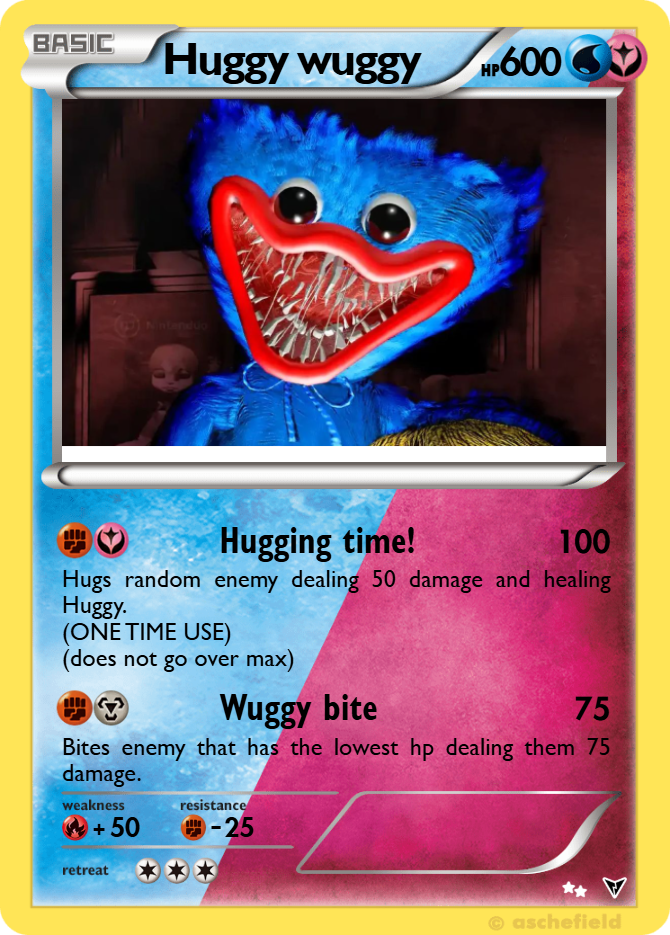 BASIC
Huggy wuggy
HP600
Hugging time! 100
Hugs random enemy dealing 50 damage and healing
Huggy.
(ONE TIME USE)
(does not go over max)
Wuggy bite 75
Bites enemy that has the lowest hp dealing them 75
damage.
weakness resistance
+ 50 -25
retreat
© aschefield